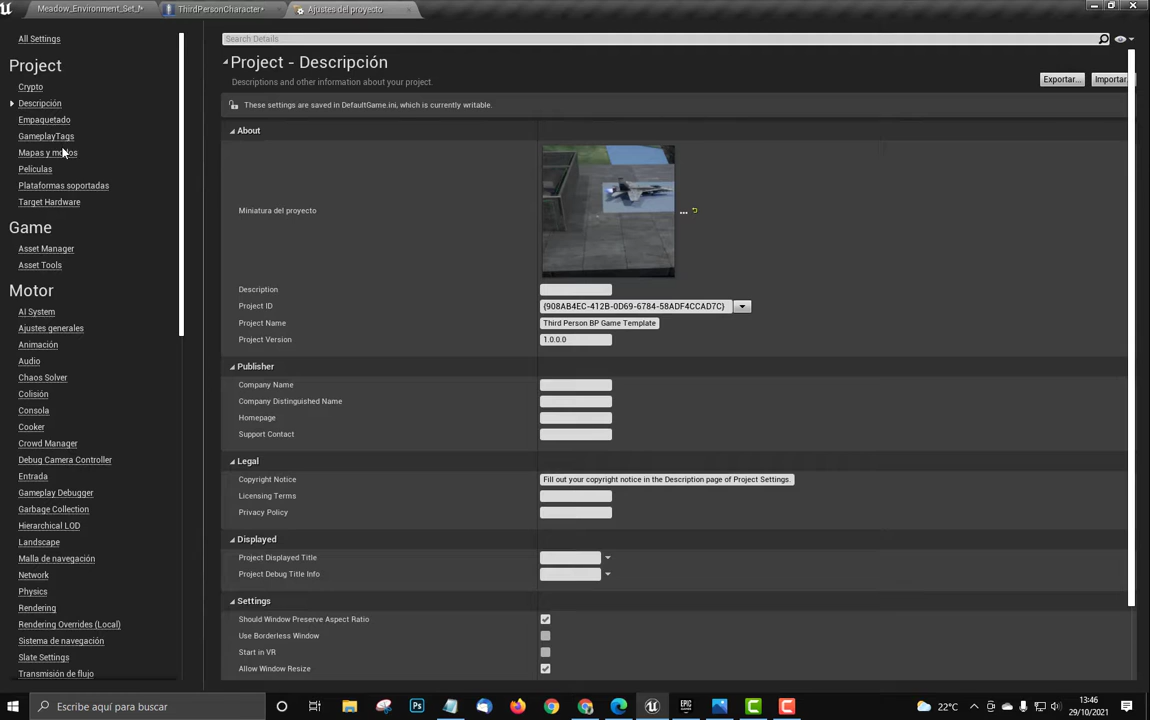 Meadow_Environment_Set_M*
ThirdPersonCharacter*
Ajustes del proyecto
All Settings
Search Details
Project
Crypto
Descripción
Empaquetado
GameplayTags
Mapas y modos
Películas
Plataformas soportadas
Target Hardware
Game
Asset Manager
Asset Tools
Motor
AI System
Ajustes generales
Animación
Audio
Chaos Solver
Colisión
Consola
Cooker
Crowd Manager
Debug Camera Controller
Entrada
Gameplay Debugger
Garbage Collection
Hierarchical LOD
Landscape
Malla de navegación
Network
Physics
Rendering
Rendering Overrides (Local)
Sistema de navegación
Slate Settings
Transmisión de flujo
Project - Descripción
Descriptions and other information about your project.
Exportar...
Importar...
These settings are saved in DefaultGame.ini, which is currently writable.
About
Miniatura del proyecto
Description
Project ID {908AB4EC-412B-0D69-6784-58ADF4CCAD7C}
Project Name Third Person BP Game Template
Project Version 1.0.0.0
Publisher
Company Name
Company Distinguished Name
Homepage
Support Contact
Legal
Copyright Notice Fill out your copyright notice in the Description page of Project Settings.
Licensing Terms
Privacy Policy
Displayed
Project Displayed Title
Project Debug Title Info
Settings
Should Window Preserve Aspect Ratio
Use Borderless Window
Start in VR
Allow Window Resize
Escribe aquí para buscar
Ps
EPIC
22°C
13:46
29/10/2021